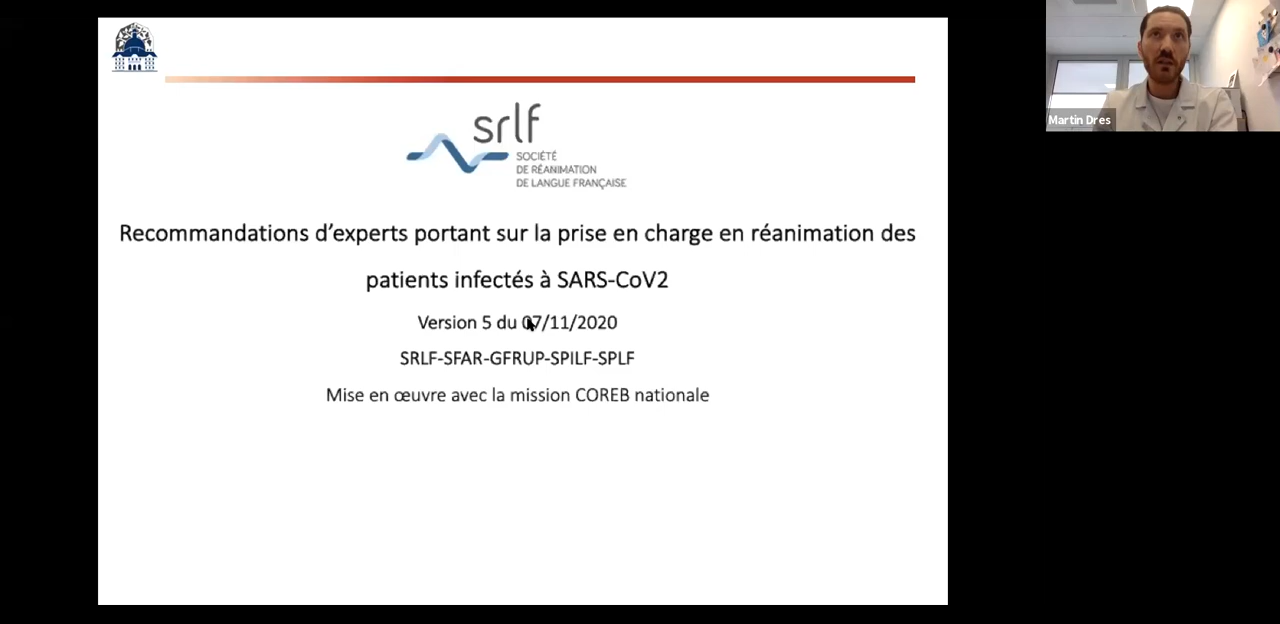 srlf
SOCIÉTÉ
DE RÉANIMATION
DE LANGUE FRANÇAISE
Recommandations d'experts portant sur la prise en charge en réanimation des
patients infectés à SARS-CoV2
Version 5 du 07/11/2020
SRLF-SFAR-GFRUP-SPILF-SPLF
Mise en œuvre avec la mission COREB nationale
Martin Dres